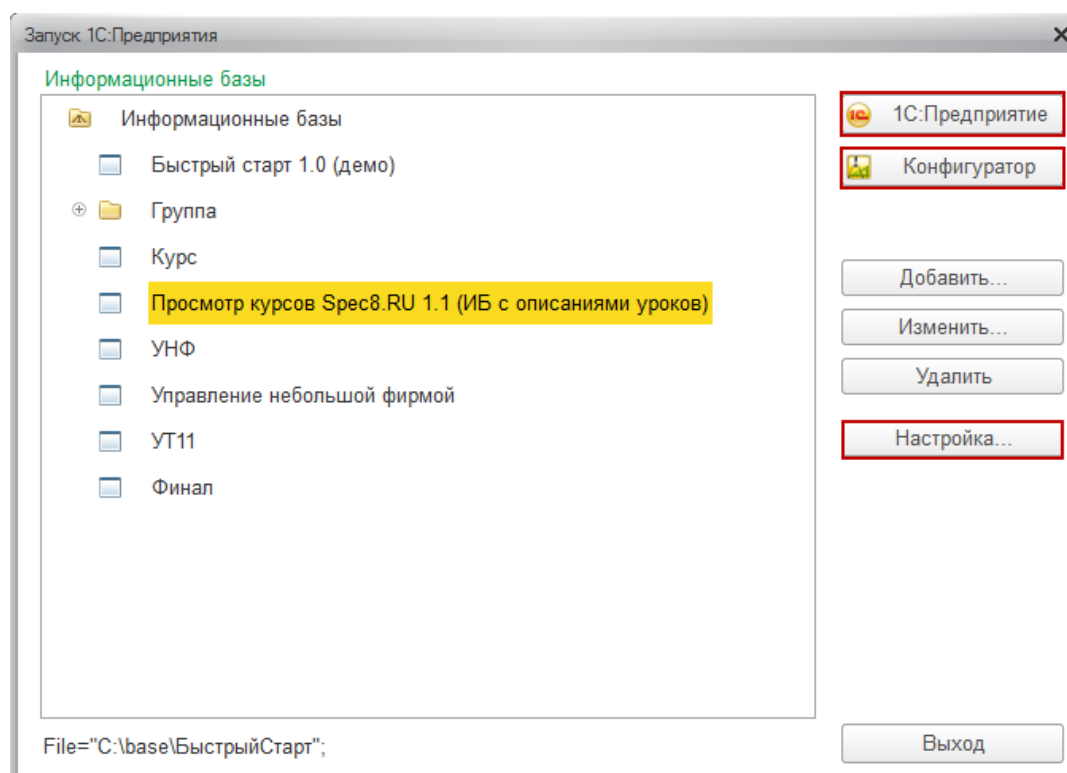 Запуск 1С:Предприятия
Информационные базы
Информационные базы
Быстрый старт 1.0 (демо)
Группа
Курс
Просмотр курсов Spec8.RU 1.1 (ИБ с описаниями уроков)
УНФ
Управление небольшой фирмой
УТ11
Финал
1С:Предприятие
Конфигуратор
Добавить...
Изменить...
Удалить
Настройка...
File="C:\base\БыстрыйСтарт";
Выход